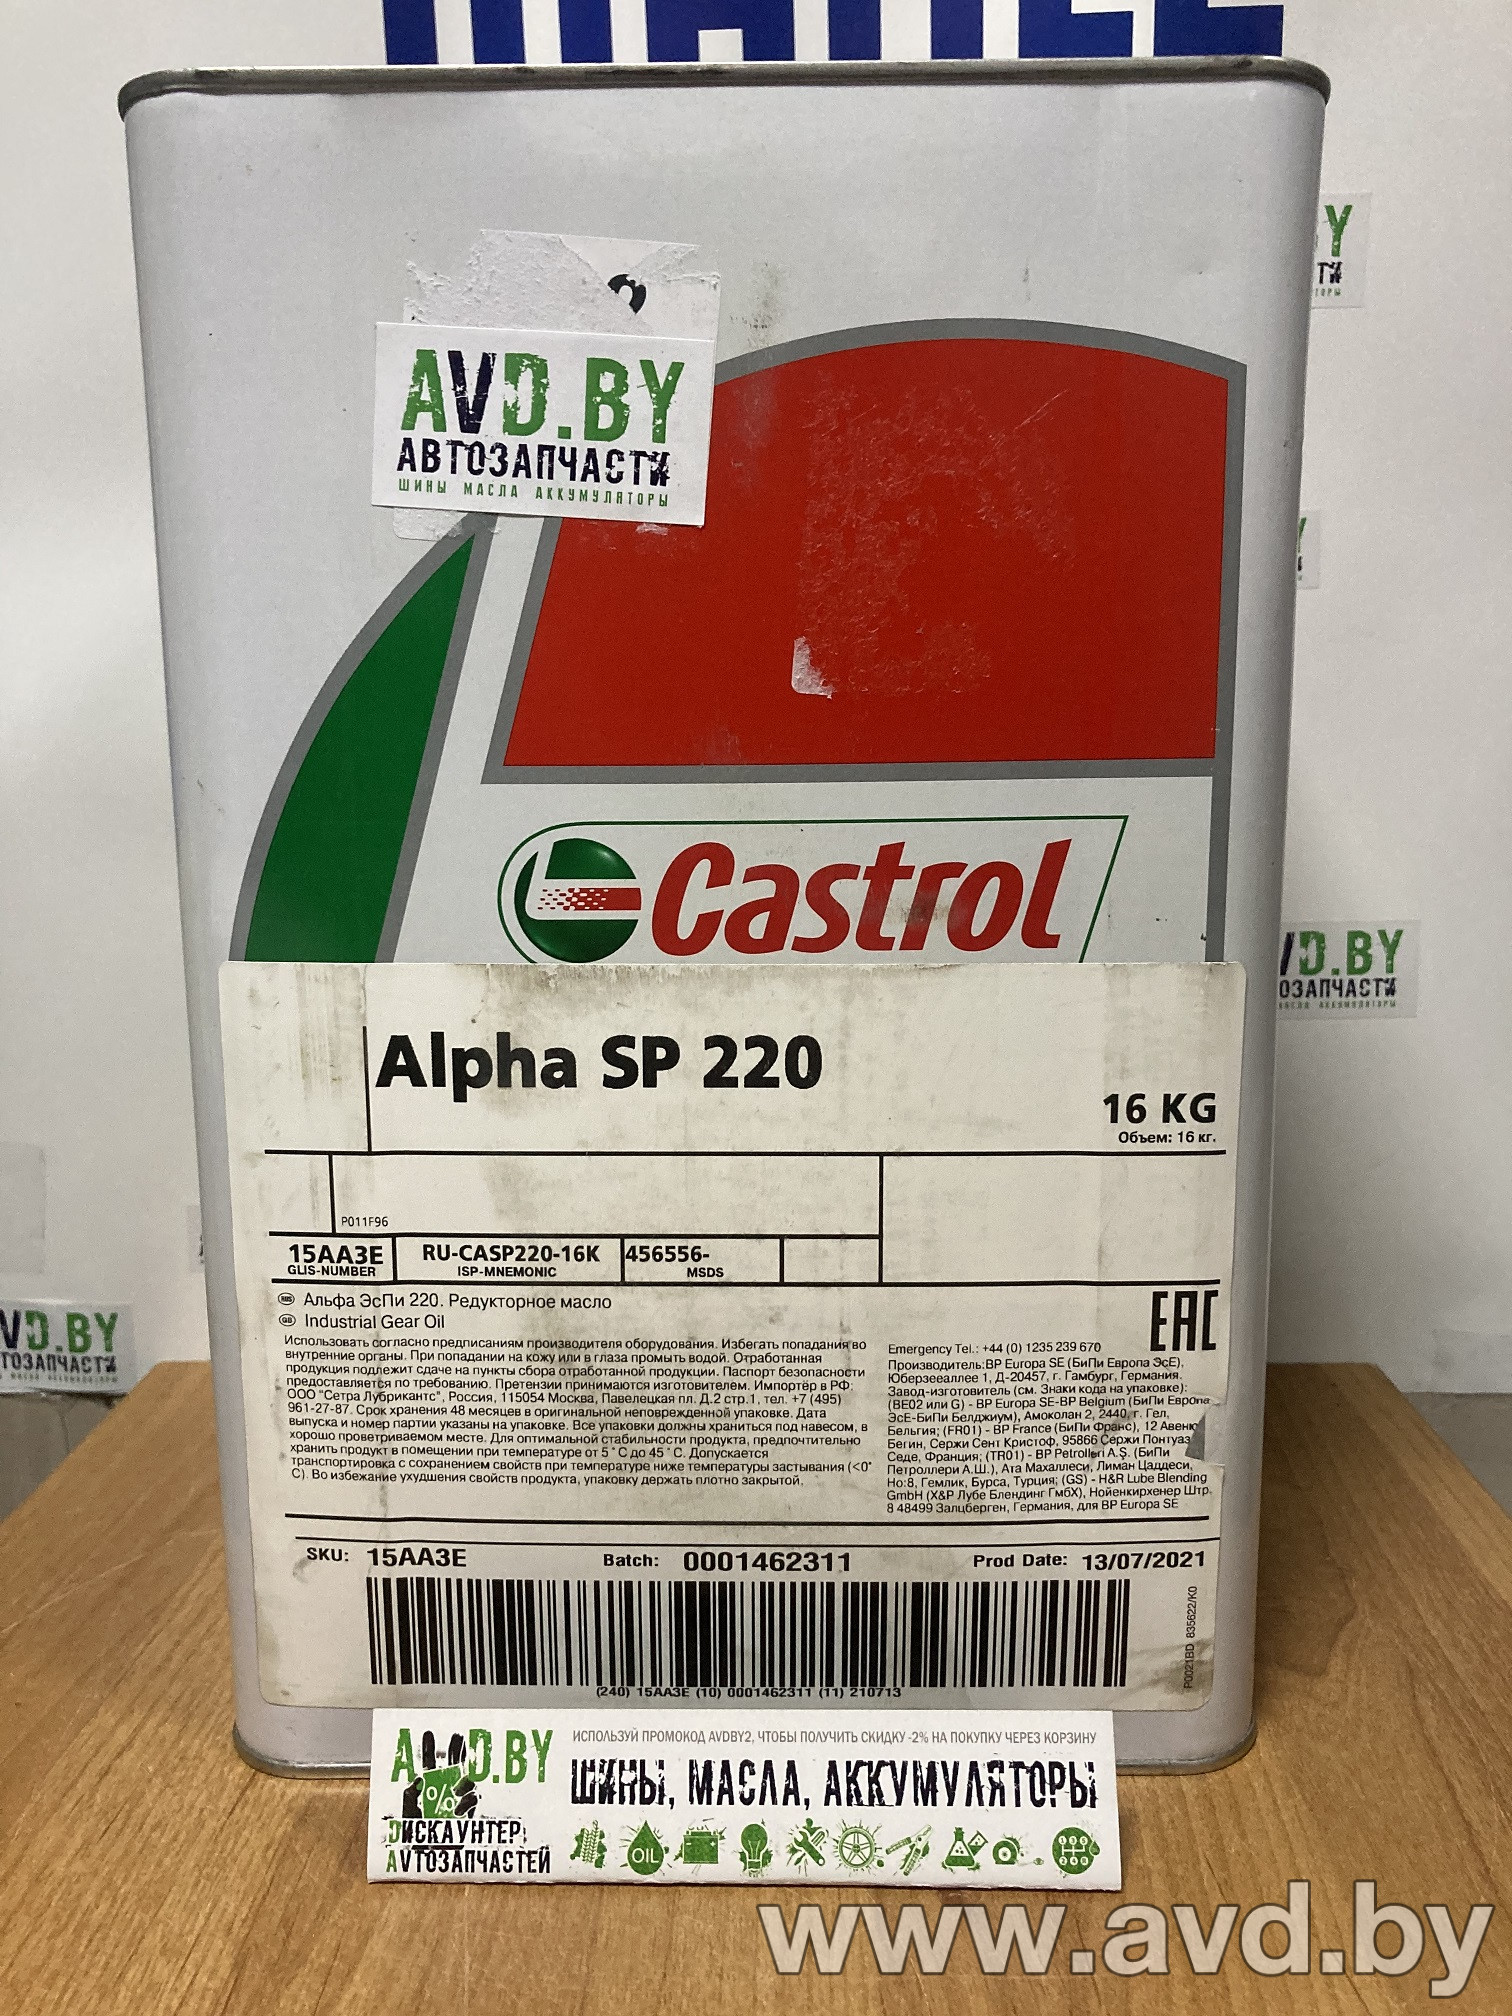 AVD.BY
АВТОЗАПЧАСТИ
ШИНЫ МАСЛА АККУМУЛЯТОРЫ
Castrol
Alpha SP 220
16 KG
Объем: 16 кг.
P011F96
15AA3E
GLIS-NUMBER
RU-CASP220-16K
ISP-MNEMONIC
456556-
MSDS
RUS Альфа ЭсПи 220. Редукторное масло
GB Industrial Gear Oil
Использовать согласно предписаниям производителя оборудования. Избегать попадания во
внутренние органы. При попадании на кожу или в глаза промыть водой. Отработанная
продукция подлежит сдаче на пункты сбора отработанной продукции. Паспорт безопасности
предоставляется по требованию. Претензии принимаются изготовителем. Импортёр в РФ:
ООО "Сетра Лубрикантс", Россия, 115054 Москва, Павелецкая пл. Д.2 стр.1, тел. +7 (495)
961-27-87. Срок хранения 48 месяцев в оригинальной неповрежденной упаковке. Дата
выпуска и номер партии указаны на упаковке. Все упаковки должны храниться под навесом, в
хорошо проветриваемом месте. Для оптимальной стабильности продукта, предпочтительно
хранить продукт в помещении при температуре от 5 ° C до 45 ° C. Допускается
транспортировка с сохранением свойств при температуре ниже температуры застывания (<0°
C). Во избежание ухудшения свойств продукта, упаковку держать плотно закрытой.
EAC
Emergency Tel.: +44 (0) 1235 239 670
Производитель:BP Europa SE (БиПи Европа ЭсЕ),
Юберзееаллее 1, Д-20457, г. Гамбург, Германия.
Завод-изготовитель (см. Знаки кода на упаковке):
(BE02 или G) - BP Europa SE-BP Belgium (БиПи Европа
ЭсЕ-БиПи Белджиум), Амоколан 2, 2440, г. Гел,
Бельгия; (FR01) - BP France (БиПи Франс), 12 Авеню
Бегин, Сержи Сент Кристоф, 95866 Сержи Понтуаз
Седе, Франция; (TR01) - BP Petrolleri A.Ş. (БиПи
Петроллери А.Ш.), Ата Махаллеси, Лиман Цаддеси,
Но:8, Гемлик, Бурса, Турция; (GS) - H&R Lube Blending
GmbH (Х&Р Лубе Блендинг ГмбХ), Нойенкирхенер Штр.
8 48499 Залцберген, Германия, для BP Europa SE
SKU: 15AA3E Batch: 0001462311 Prod Date: 13/07/2021
(240) 15AA3E (10) 0001462311 (11) 210713
P0021BD 835622/K0
AVD.BY
%
DИСКАУНТЕР
АVТОЗАПЧАСТЕЙ
ИСПОЛЬЗУЙ ПРОМОКОД AVDBY2, ЧТОБЫ ПОЛУЧИТЬ СКИДКУ -2% НА ПОКУПКУ ЧЕРЕЗ КОРЗИНУ
ШИНЫ, МАСЛА, АККУМУЛЯТОРЫ
OIL
www.avd.by